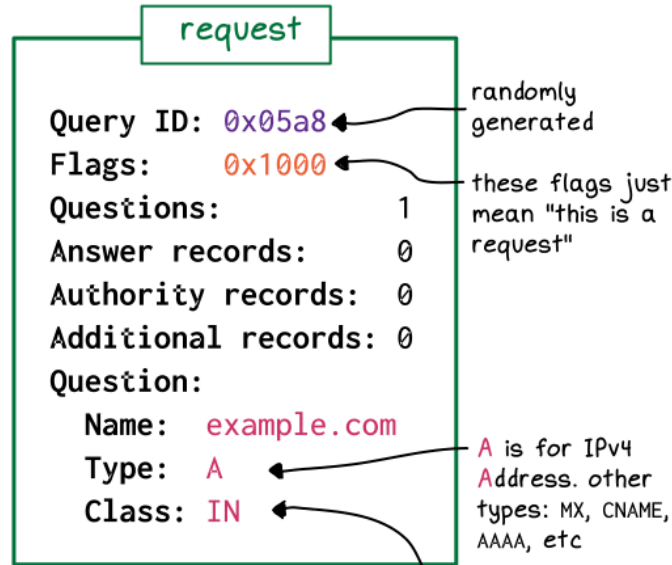 request
Query ID: 0x05a8
randomly
generated
Flags: 0x1000
these flags just
mean "this is a
request"
Questions: 1
Answer records: 0
Authority records: 0
Additional records: 0
Question:
Name: example.com
Type: A
A is for IPv4
Address. other
types: MX, CNAME,
AAAA, etc
Class: IN